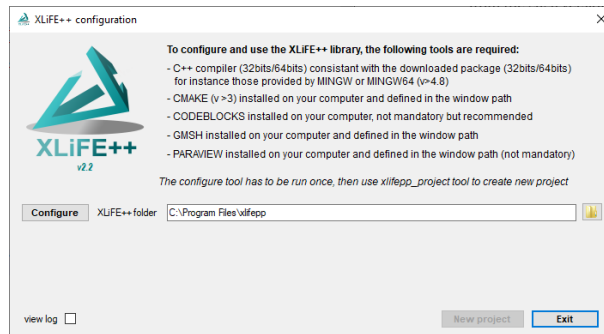 XLiFE++ configuration
To configure and use the XLiFE++ library, the following tools are required:
- C++ compiler (32bits/64bits) consistant with the downloaded package (32bits/64bits)
for instance those provided by MINGW or MINGW64 (v>4.8)
- CMAKE (v >3) installed on your computer and defined in the window path
- CODEBLOCKS installed on your computer, not mandatory but recommended
- GMSH installed on your computer and defined in the window path
- PARAVIEW installed on your computer and defined in the window path (not mandatory)
XLiFE++
v2.2
The configure tool has to be run once, then use xlifepp_project tool to create new project
Configure XLiFE++ folder C:\Program Files\xlifepp
view log New project Exit